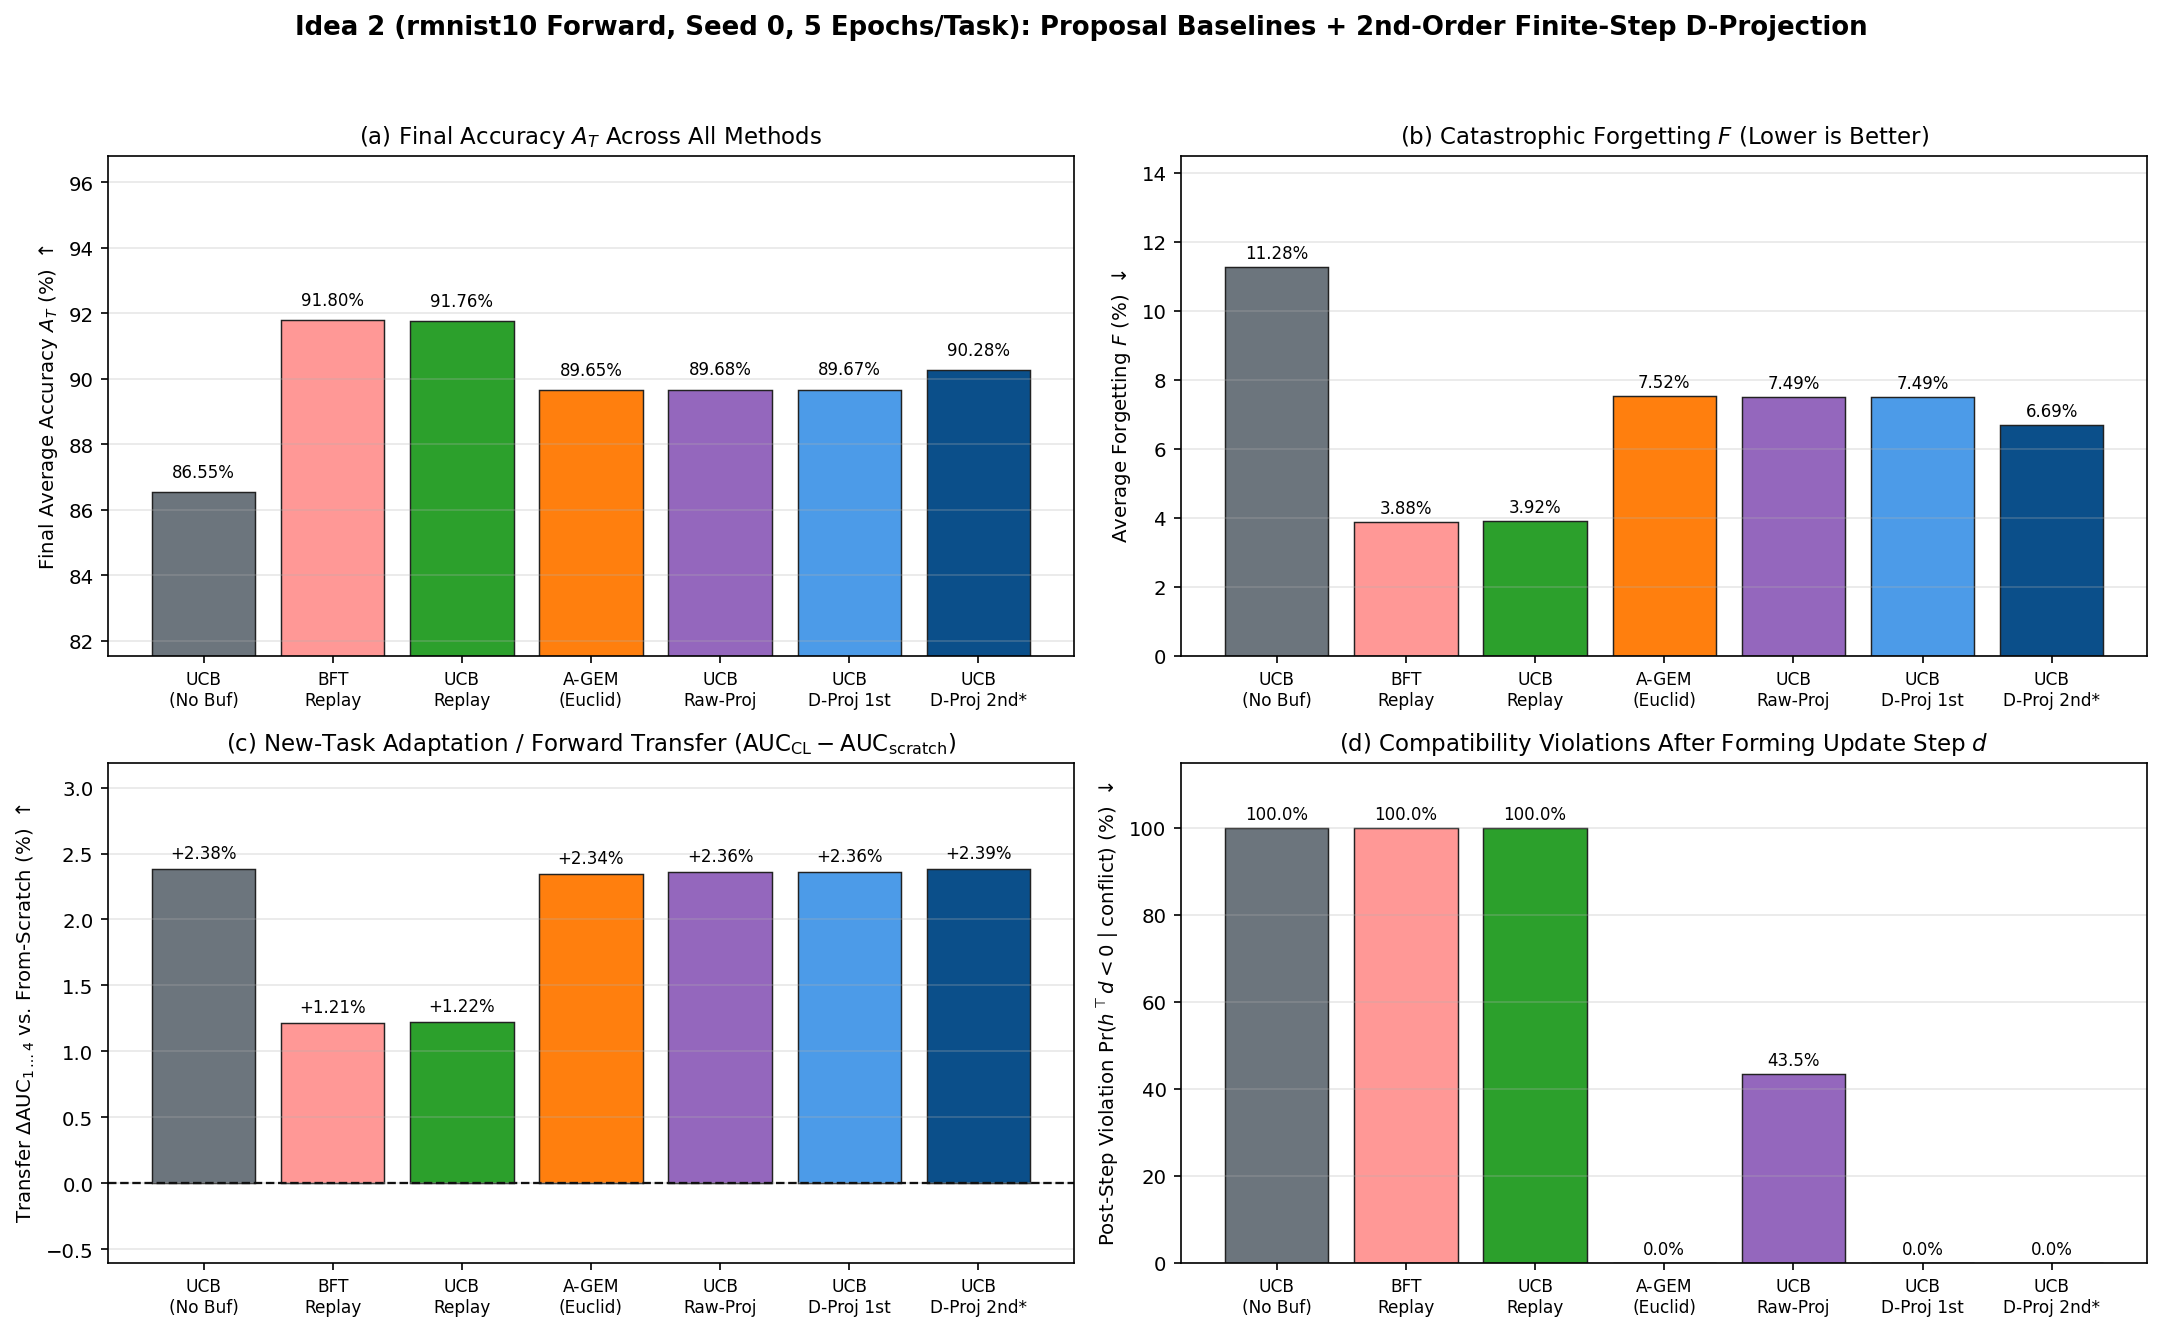 Idea 2 (rmnist10 Forward, Seed 0, 5 Epochs/Task): Proposal Baselines + 2nd-Order Finite-Step D-Projection
(a) Final Accuracy A_T Across All Methods
Final Average Accuracy A_T (%) ↑
96
94
92
90
88
86
84
82
86.55%
91.80%
91.76%
89.65%
89.68%
89.67%
90.28%
UCB
(No Buf)
BFT
Replay
UCB
Replay
A-GEM
(Euclid)
UCB
Raw-Proj
UCB
D-Proj 1st
UCB
D-Proj 2nd*
(b) Catastrophic Forgetting F (Lower is Better)
Average Forgetting F (%) ↓
14
12
10
8
6
4
2
0
11.28%
3.88%
3.92%
7.52%
7.49%
7.49%
6.69%
UCB
(No Buf)
BFT
Replay
UCB
Replay
A-GEM
(Euclid)
UCB
Raw-Proj
UCB
D-Proj 1st
UCB
D-Proj 2nd*
(c) New-Task Adaptation / Forward Transfer (AUC_CL − AUC_scratch)
Transfer ΔAUC_1…4 vs. From-Scratch (%) ↑
3.0
2.5
2.0
1.5
1.0
0.5
0.0
−0.5
+2.38%
+1.21%
+1.22%
+2.34%
+2.36%
+2.36%
+2.39%
UCB
(No Buf)
BFT
Replay
UCB
Replay
A-GEM
(Euclid)
UCB
Raw-Proj
UCB
D-Proj 1st
UCB
D-Proj 2nd*
(d) Compatibility Violations After Forming Update Step d
Post-Step Violation Pr(h^⊤ d < 0 | conflict) (%) ↓
100
80
60
40
20
0
100.0%
100.0%
100.0%
0.0%
43.5%
0.0%
0.0%
UCB
(No Buf)
BFT
Replay
UCB
Replay
A-GEM
(Euclid)
UCB
Raw-Proj
UCB
D-Proj 1st
UCB
D-Proj 2nd*